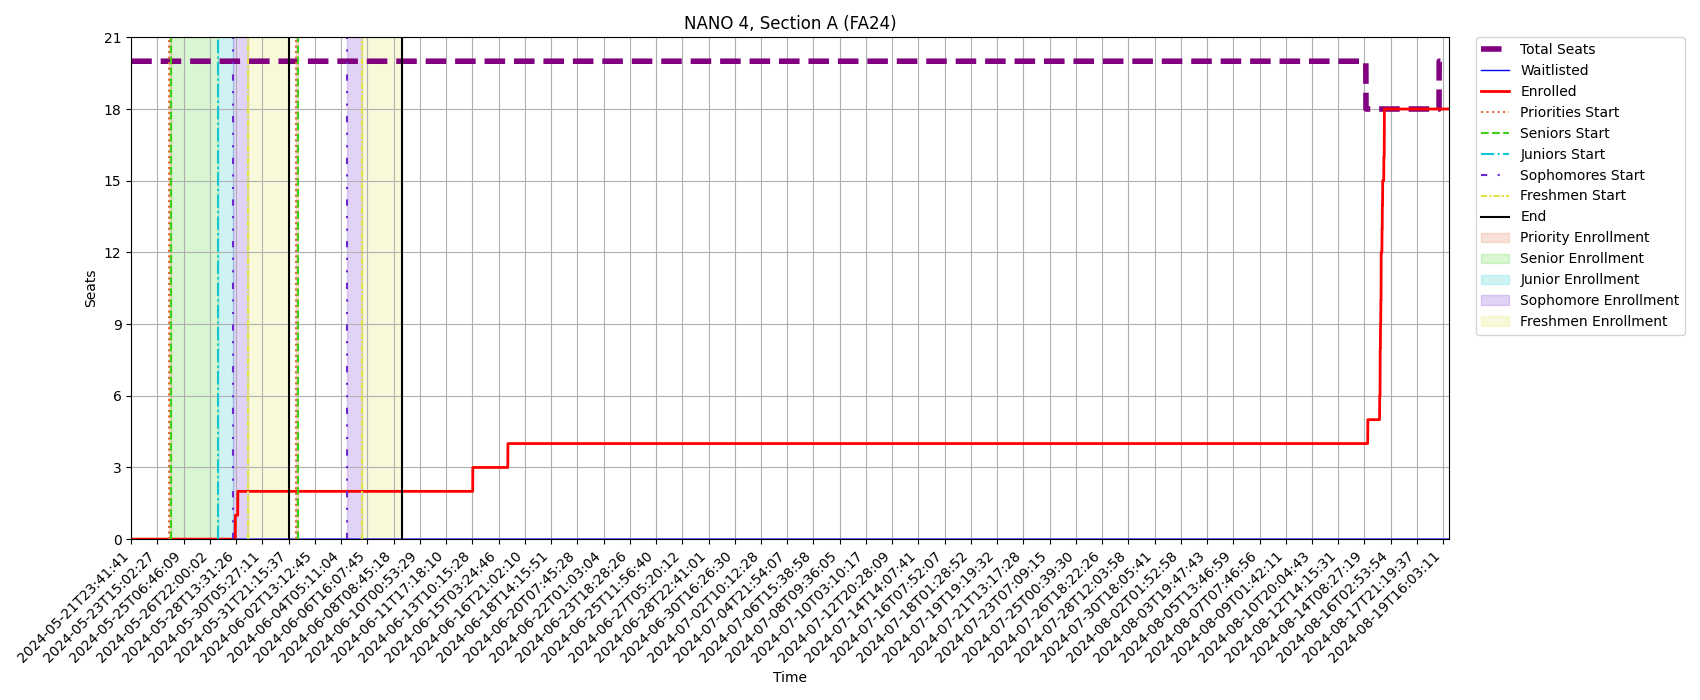 NANO 4, Section A (FA24)
21
18
15
12
9
6
3
0
Seats
2024-05-21T23:41:41
2024-05-23T15:02:27
2024-05-25T06:46:09
2024-05-26T22:00:02
2024-05-28T13:31:26
2024-05-30T05:27:11
2024-05-31T21:15:37
2024-06-02T13:12:45
2024-06-04T05:11:04
2024-06-06T16:07:45
2024-06-08T08:45:18
2024-06-10T00:53:29
2024-06-11T17:18:10
2024-06-13T10:15:28
2024-06-15T03:24:46
2024-06-16T21:02:10
2024-06-18T14:15:51
2024-06-20T07:45:28
2024-06-22T01:03:04
2024-06-23T18:28:26
2024-06-25T11:56:40
2024-06-27T05:20:12
2024-06-28T22:41:01
2024-06-30T16:26:30
2024-07-02T10:12:28
2024-07-04T21:54:07
2024-07-06T15:38:58
2024-07-08T09:36:05
2024-07-10T03:10:17
2024-07-12T20:28:09
2024-07-14T14:07:41
2024-07-16T07:52:07
2024-07-18T01:28:52
2024-07-19T19:19:32
2024-07-21T13:17:28
2024-07-23T07:09:15
2024-07-25T00:39:30
2024-07-26T18:22:26
2024-07-28T12:03:58
2024-07-30T18:05:41
2024-08-02T01:52:58
2024-08-03T19:47:43
2024-08-05T13:46:59
2024-08-07T07:46:56
2024-08-09T01:42:11
2024-08-10T20:04:43
2024-08-12T14:15:31
2024-08-14T08:27:19
2024-08-16T02:53:54
2024-08-17T21:19:37
2024-08-19T16:03:11
Time
Total Seats
Waitlisted
Enrolled
Priorities Start
Seniors Start
Juniors Start
Sophomores Start
Freshmen Start
End
Priority Enrollment
Senior Enrollment
Junior Enrollment
Sophomore Enrollment
Freshmen Enrollment